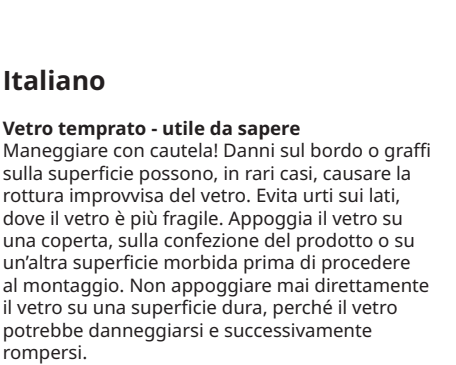 Italiano
Vetro temprato - utile da sapere
Maneggiare con cautela! Danni sul bordo o graffi
sulla superficie possono, in rari casi, causare la
rottura improvvisa del vetro. Evita urti sui lati,
dove il vetro è più fragile. Appoggia il vetro su
una coperta, sulla confezione del prodotto o su
un’altra superficie morbida prima di procedere
al montaggio. Non appoggiare mai direttamente
il vetro su una superficie dura, perché il vetro
potrebbe danneggiarsi e successivamente
rompersi.